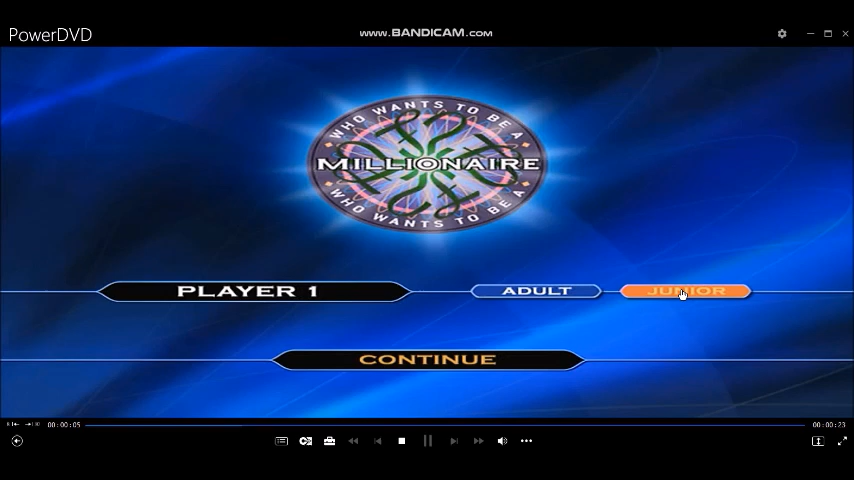 PowerDVD
www.BANDICAM.com
WHO WANTS TO BE A
MILLIONAIRE
WHO WANTS TO BE A
PLAYER 1
ADULT
JUNIOR
CONTINUE
00:00:05
00:00:23